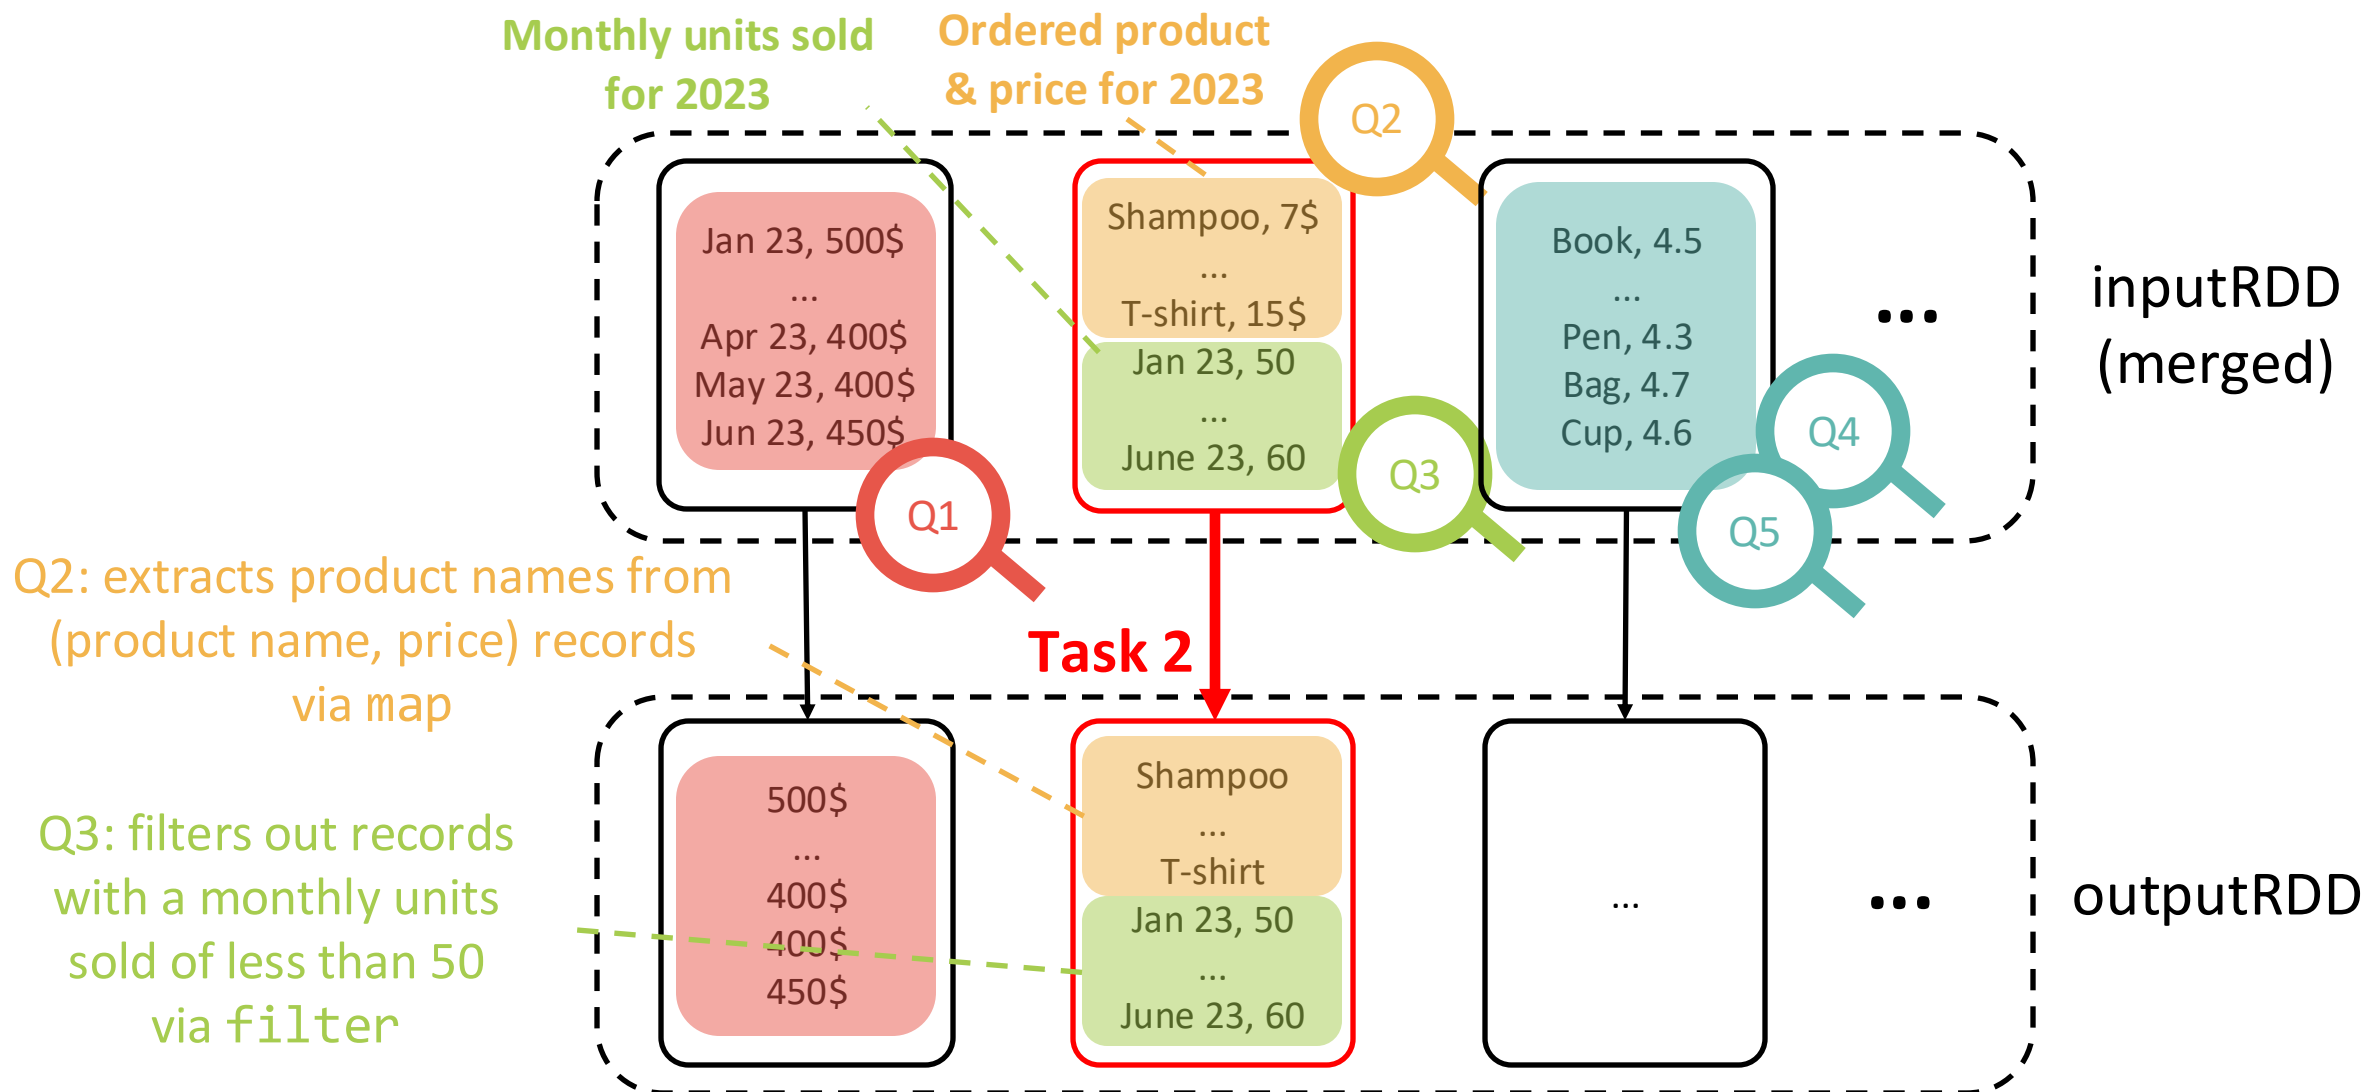 Monthly units sold
for 2023
Ordered product
& price for 2023
Q2
Jan 23, 500$
...
Apr 23, 400$
May 23, 400$
Jun 23, 450$
Q1
Shampoo, 7$
...
T-shirt, 15$
Jan 23, 50
...
June 23, 60
Q3
Book, 4.5
...
Pen, 4.3
Bag, 4.7
Cup, 4.6
Q4
Q5
...
inputRDD
(merged)
Q2: extracts product names from
(product name, price) records
via map
Task 2
Q3: filters out records
with a monthly units
sold of less than 50
via filter
500$
...
400$
400$
450$
Shampoo
...
T-shirt
Jan 23, 50
...
June 23, 60
...
...
outputRDD